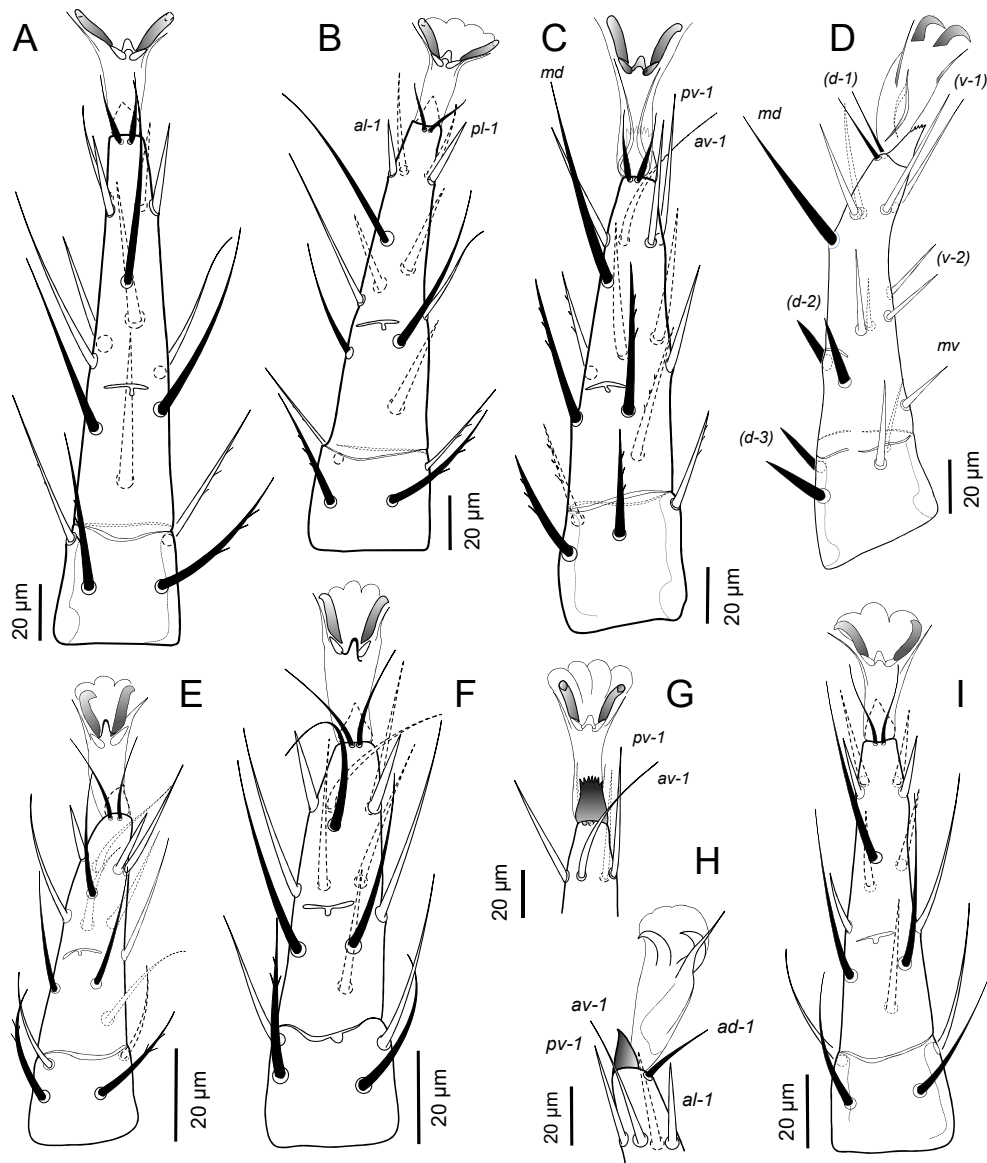 A
B
al-1
pl-1
20 µm
20 µm
C
md
pv-1
av-1
20 µm
D
(d-1)
(v-1)
md
(v-2)
(d-2)
mv
(d-3)
20 µm
E
20 µm
F
20 µm
G
pv-1
av-1
20 µm
H
av-1
pv-1
ad-1
al-1
20 µm
I
20 µm